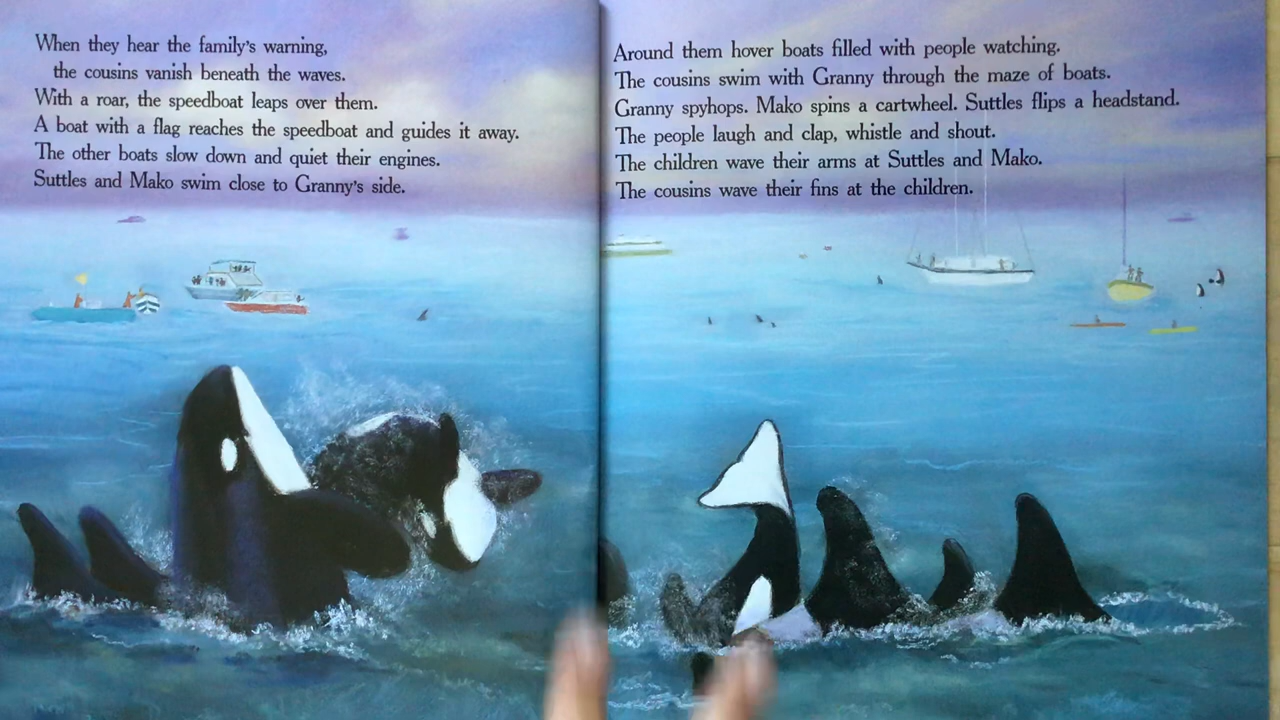 When they hear the family's warning,
the cousins vanish beneath the waves.
With a roar, the speedboat leaps over them.
A boat with a flag reaches the speedboat and guides it away.
The other boats slow down and quiet their engines.
Suttles and Mako swim close to Granny's side.
Around them hover boats filled with people watching.
The cousins swim with Granny through the maze of boats.
Granny spyhops. Mako spins a cartwheel. Suttles flips a headstand.
The people laugh and clap, whistle and shout.
The children wave their arms at Suttles and Mako.
The cousins wave their fins at the children.